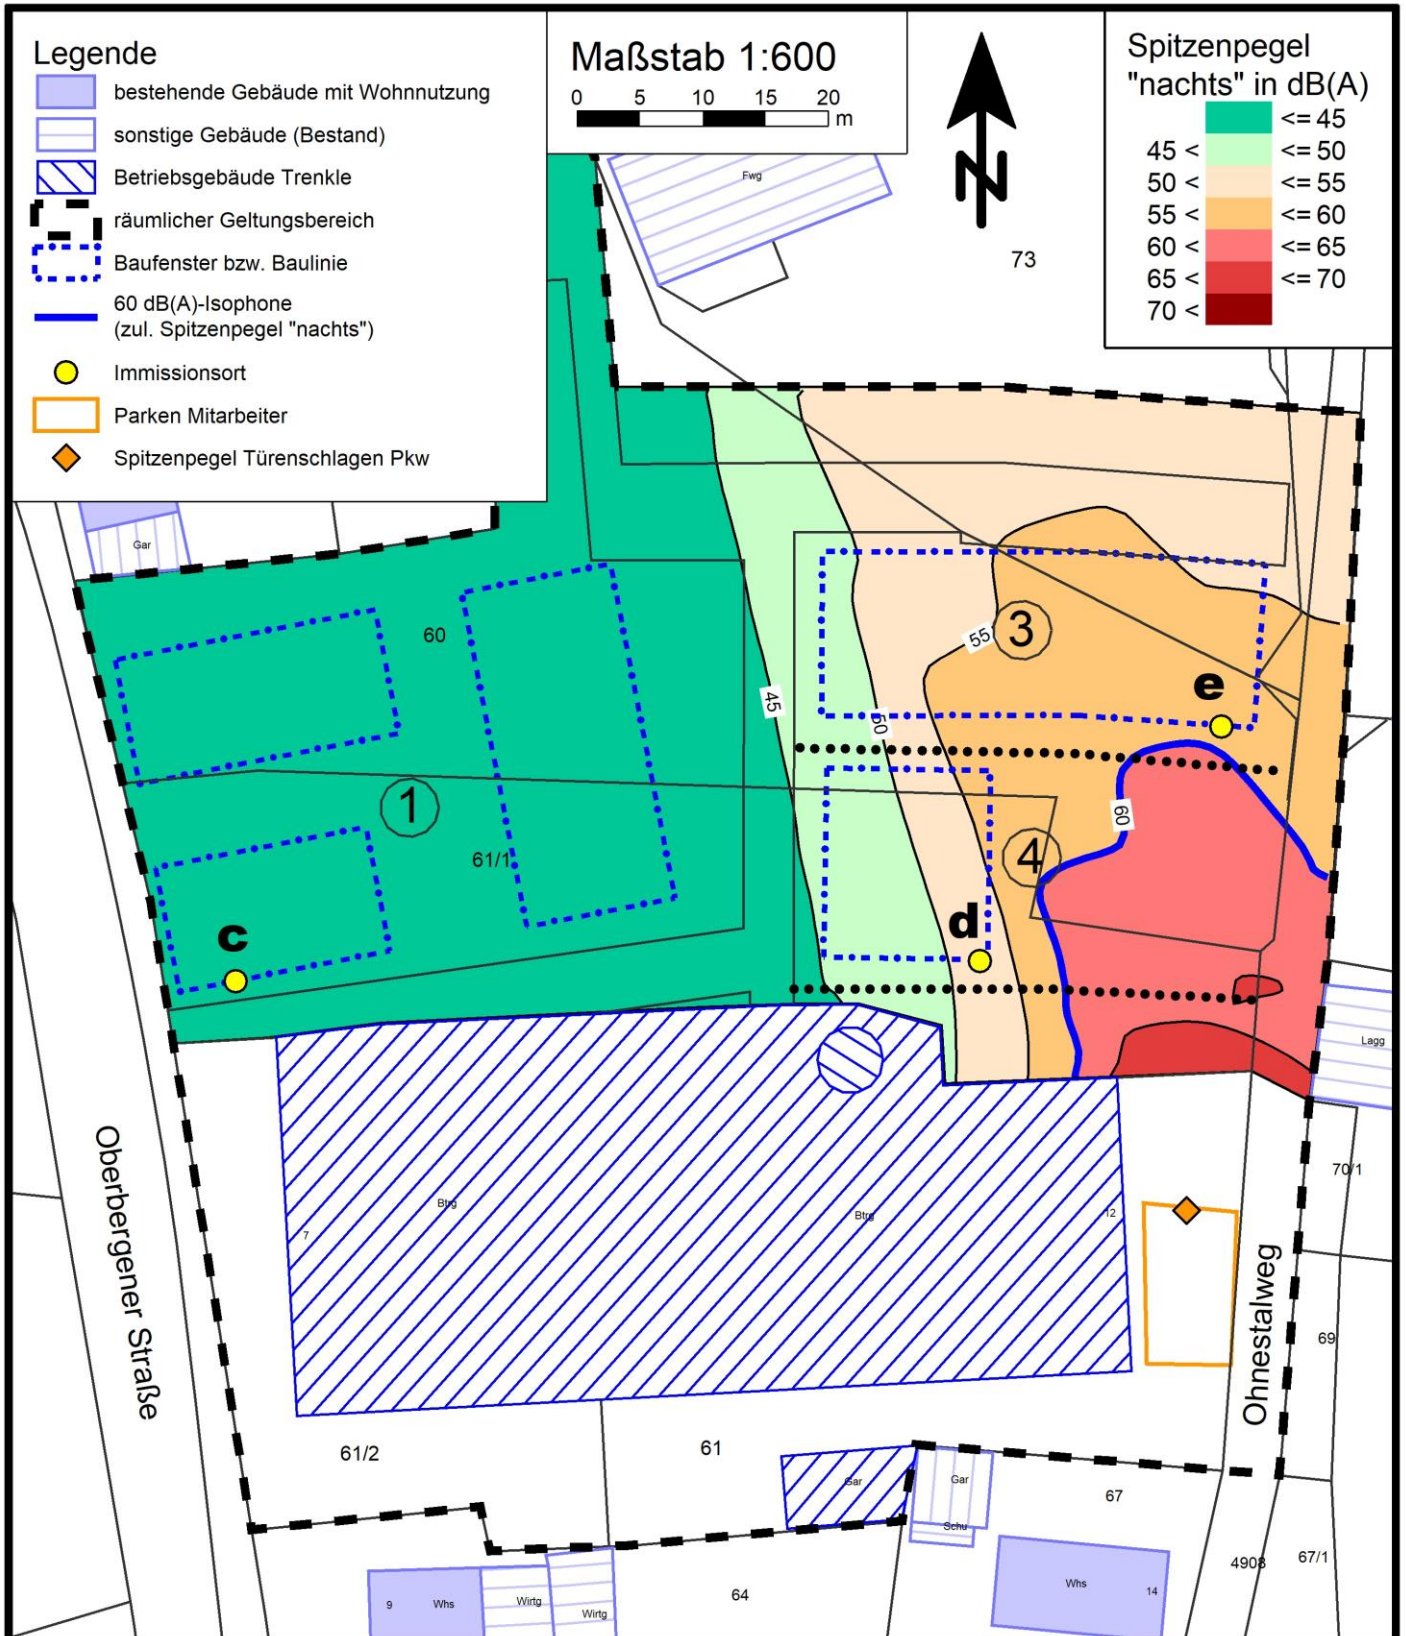 Legende
bestehende Gebäude mit Wohnnutzung
sonstige Gebäude (Bestand)
Betriebsgebäude Trenkle
räumlicher Geltungsbereich
Baufenster bzw. Baulinie
60 dB(A)-Isophone
(zul. Spitzenpegel "nachts")
Immissionsort
Parken Mitarbeiter
Spitzenpegel Türenschlagen Pkw
Maßstab 1:600
0 5 10 15 20
m
N
Spitzenpegel
"nachts" in dB(A)
<= 45
45 < <= 50
50 < <= 55
55 < <= 60
60 < <= 65
65 < <= 70
70 <
Fwg
73
Gar
60
55
3
e
45
50
1
60
4
61/1
d
c
Lagg
Oberbergener Straße
Btrg
7
Btrg
12
70/1
Ohnestalweg
69
61/2
61
Gar
Gar
Schu
67
4908
67/1
9
Whs
Wirtg
Wirtg
64
Whs
14